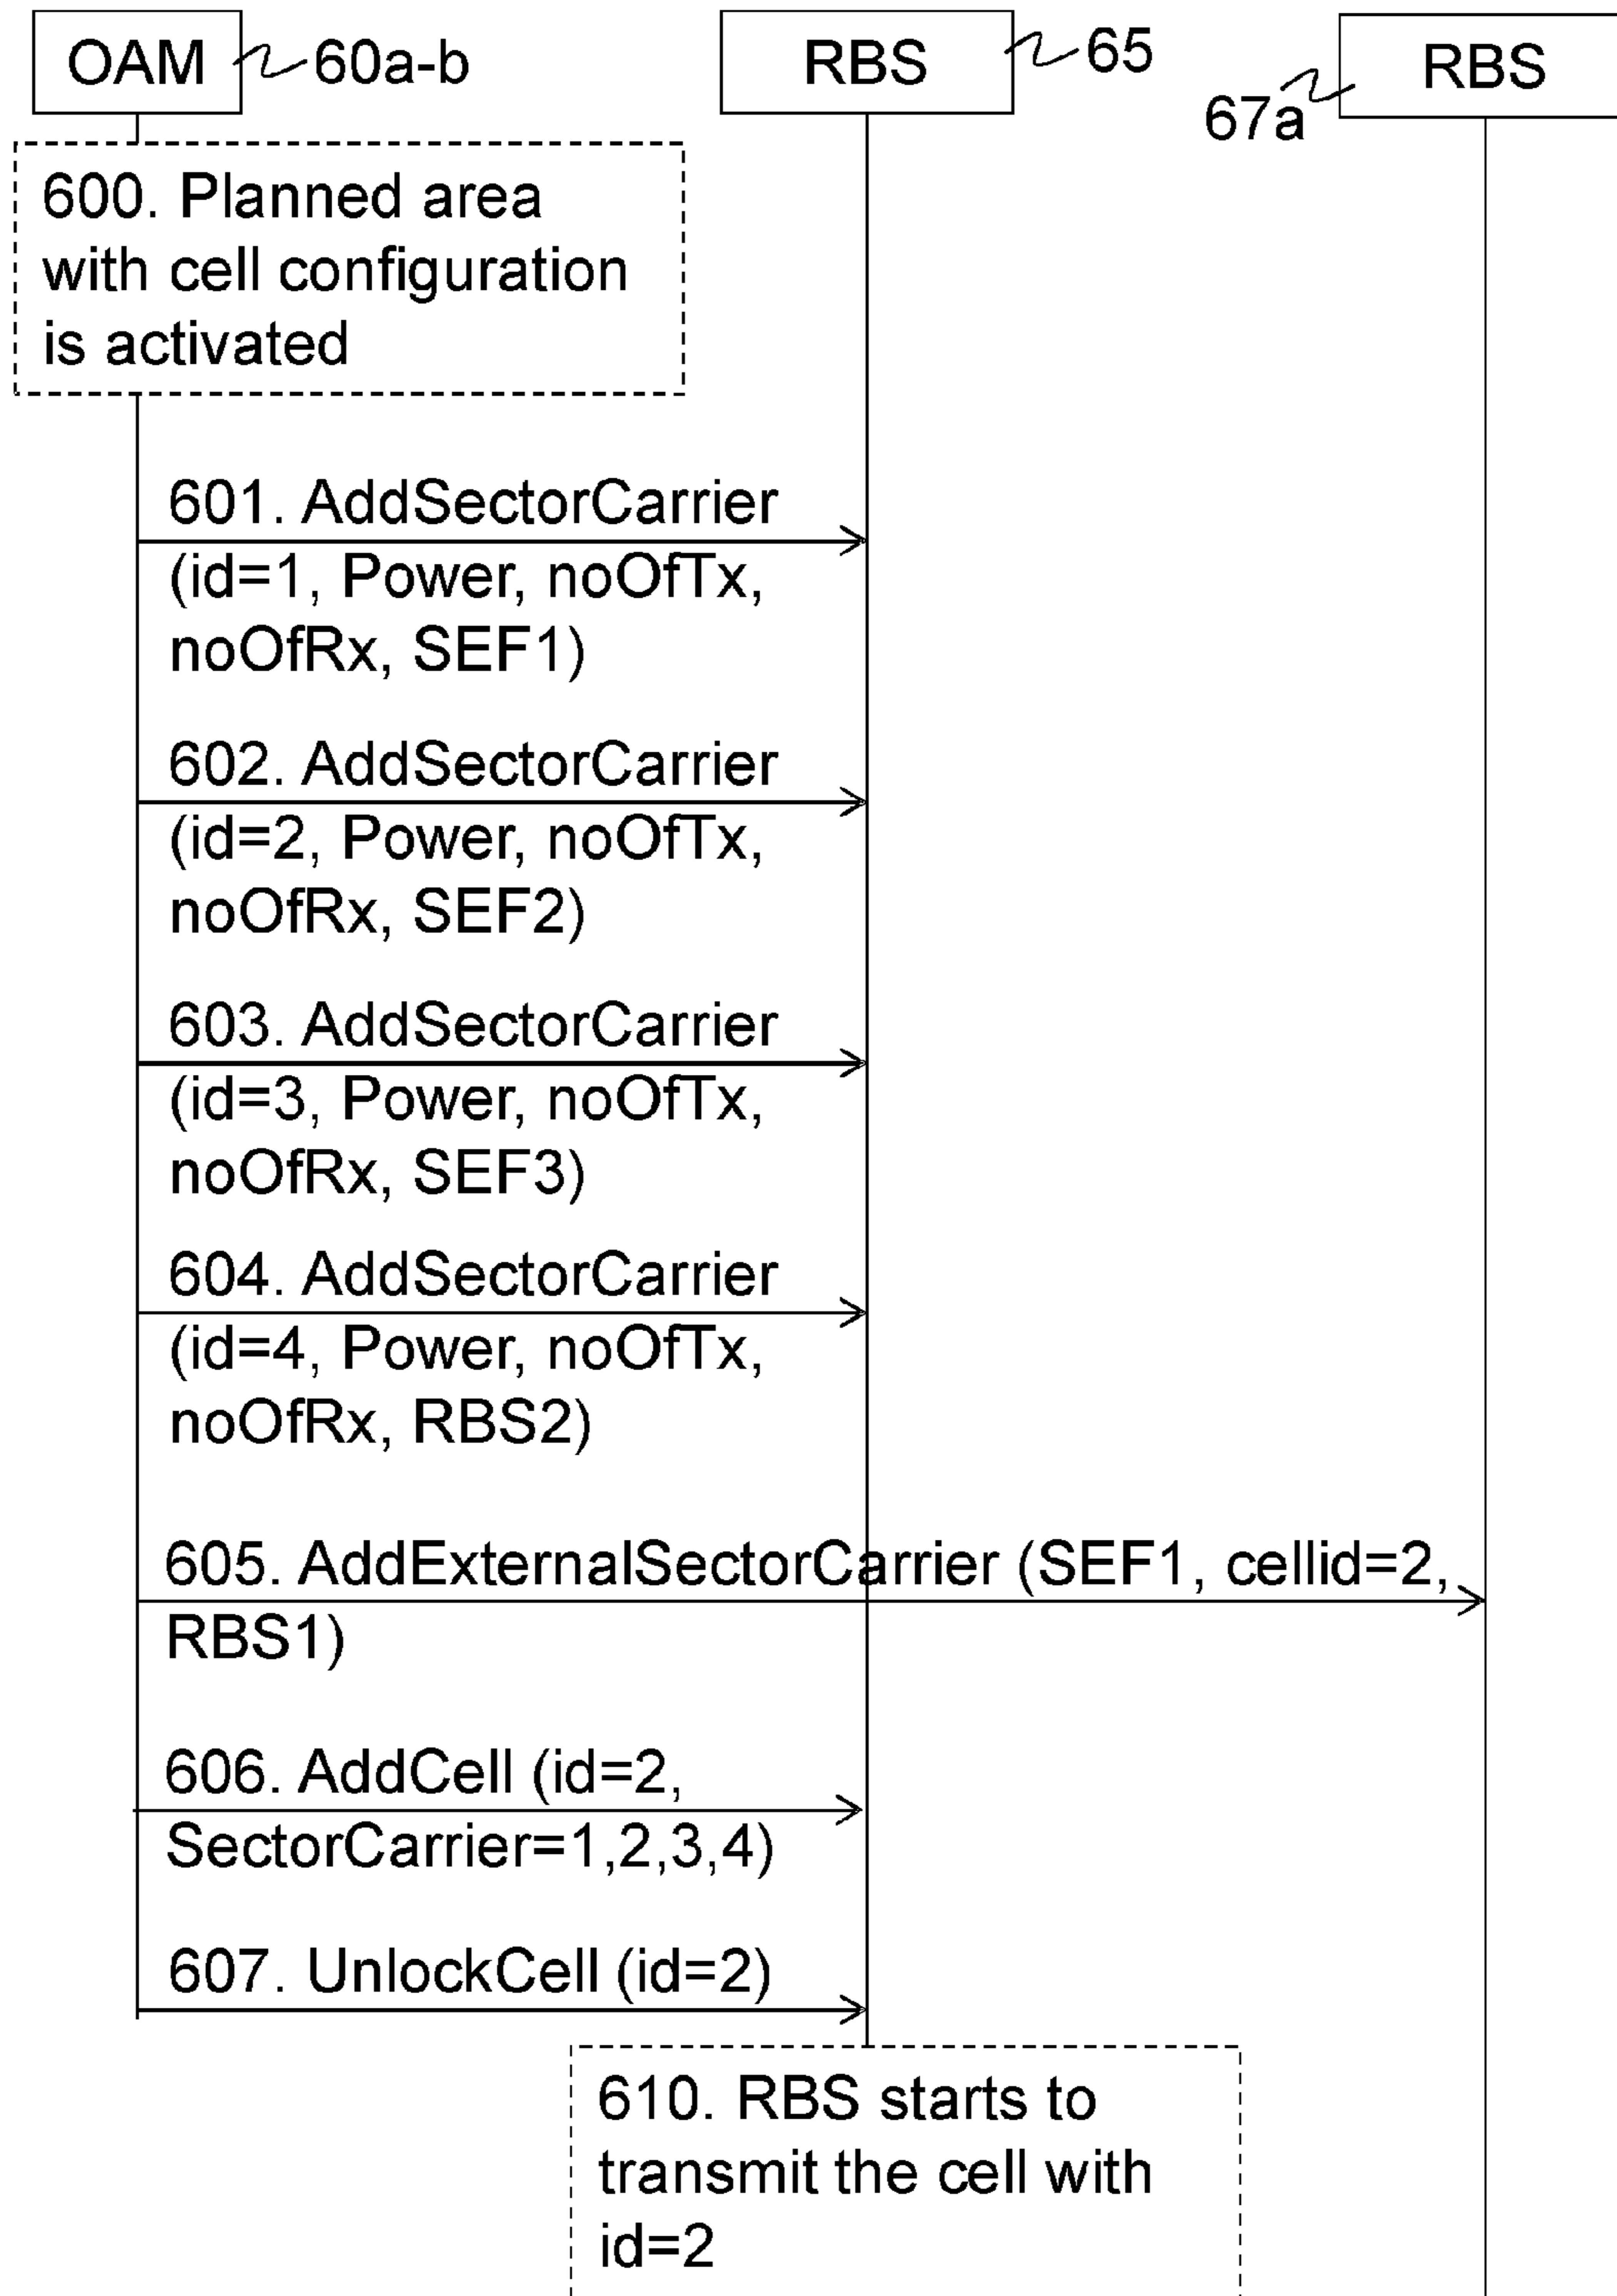 OAM
60a-b
RBS
65
67a
RBS
600. Planned area
with cell configuration
is activated
601. AddSectorCarrier
(id=1, Power, noOfTx,
noOfRx, SEF1)
602. AddSectorCarrier
(id=2, Power, noOfTx,
noOfRx, SEF2)
603. AddSectorCarrier
(id=3, Power, noOfTx,
noOfRx, SEF3)
604. AddSectorCarrier
(id=4, Power, noOfTx,
noOfRx, RBS2)
605. AddExternalSectorCarrier (SEF1, cellid=2,
RBS1)
606. AddCell (id=2,
SectorCarrier=1,2,3,4)
607. UnlockCell (id=2)
610. RBS starts to
transmit the cell with
id=2